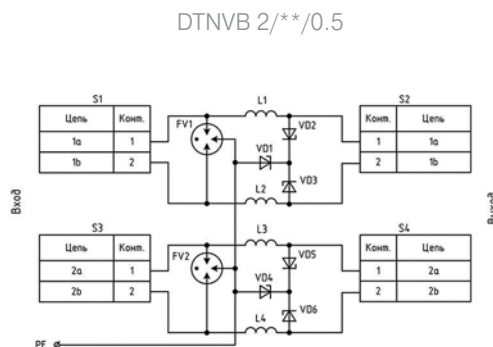 DTNVB 2/**/0.5
S1
Цепь Конт.
1a 1
1b 2
Вход
FV1
L1
VD2
VD1
VD3
L2
S2
Конт. Цепь
1 1a
2 1b
Выход
S3
Цепь Конт.
2a 1
2b 2
FV2
L3
VD5
VD4
VD6
L4
S4
Конт. Цепь
1 2a
2 2b
PE